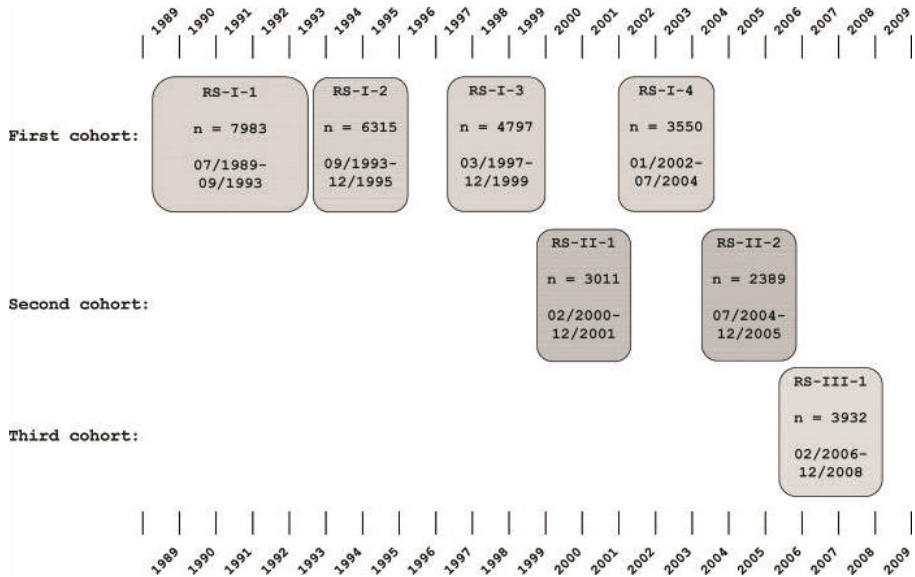 1989 1990 1991 1992 1993 1994 1995 1996 1997 1998 1999 2000 2001 2002 2003 2004 2005 2006 2007 2008 2009
First cohort:
RS-I-1
n = 7983
07/1989-
09/1993
RS-I-2
n = 6315
09/1993-
12/1995
RS-I-3
n = 4797
03/1997-
12/1999
RS-I-4
n = 3550
01/2002-
07/2004
Second cohort:
RS-II-1
n = 3011
02/2000-
12/2001
RS-II-2
n = 2389
07/2004-
12/2005
Third cohort:
RS-III-1
n = 3932
02/2006-
12/2008
1989 1990 1991 1992 1993 1994 1995 1996 1997 1998 1999 2000 2001 2002 2003 2004 2005 2006 2007 2008 2009